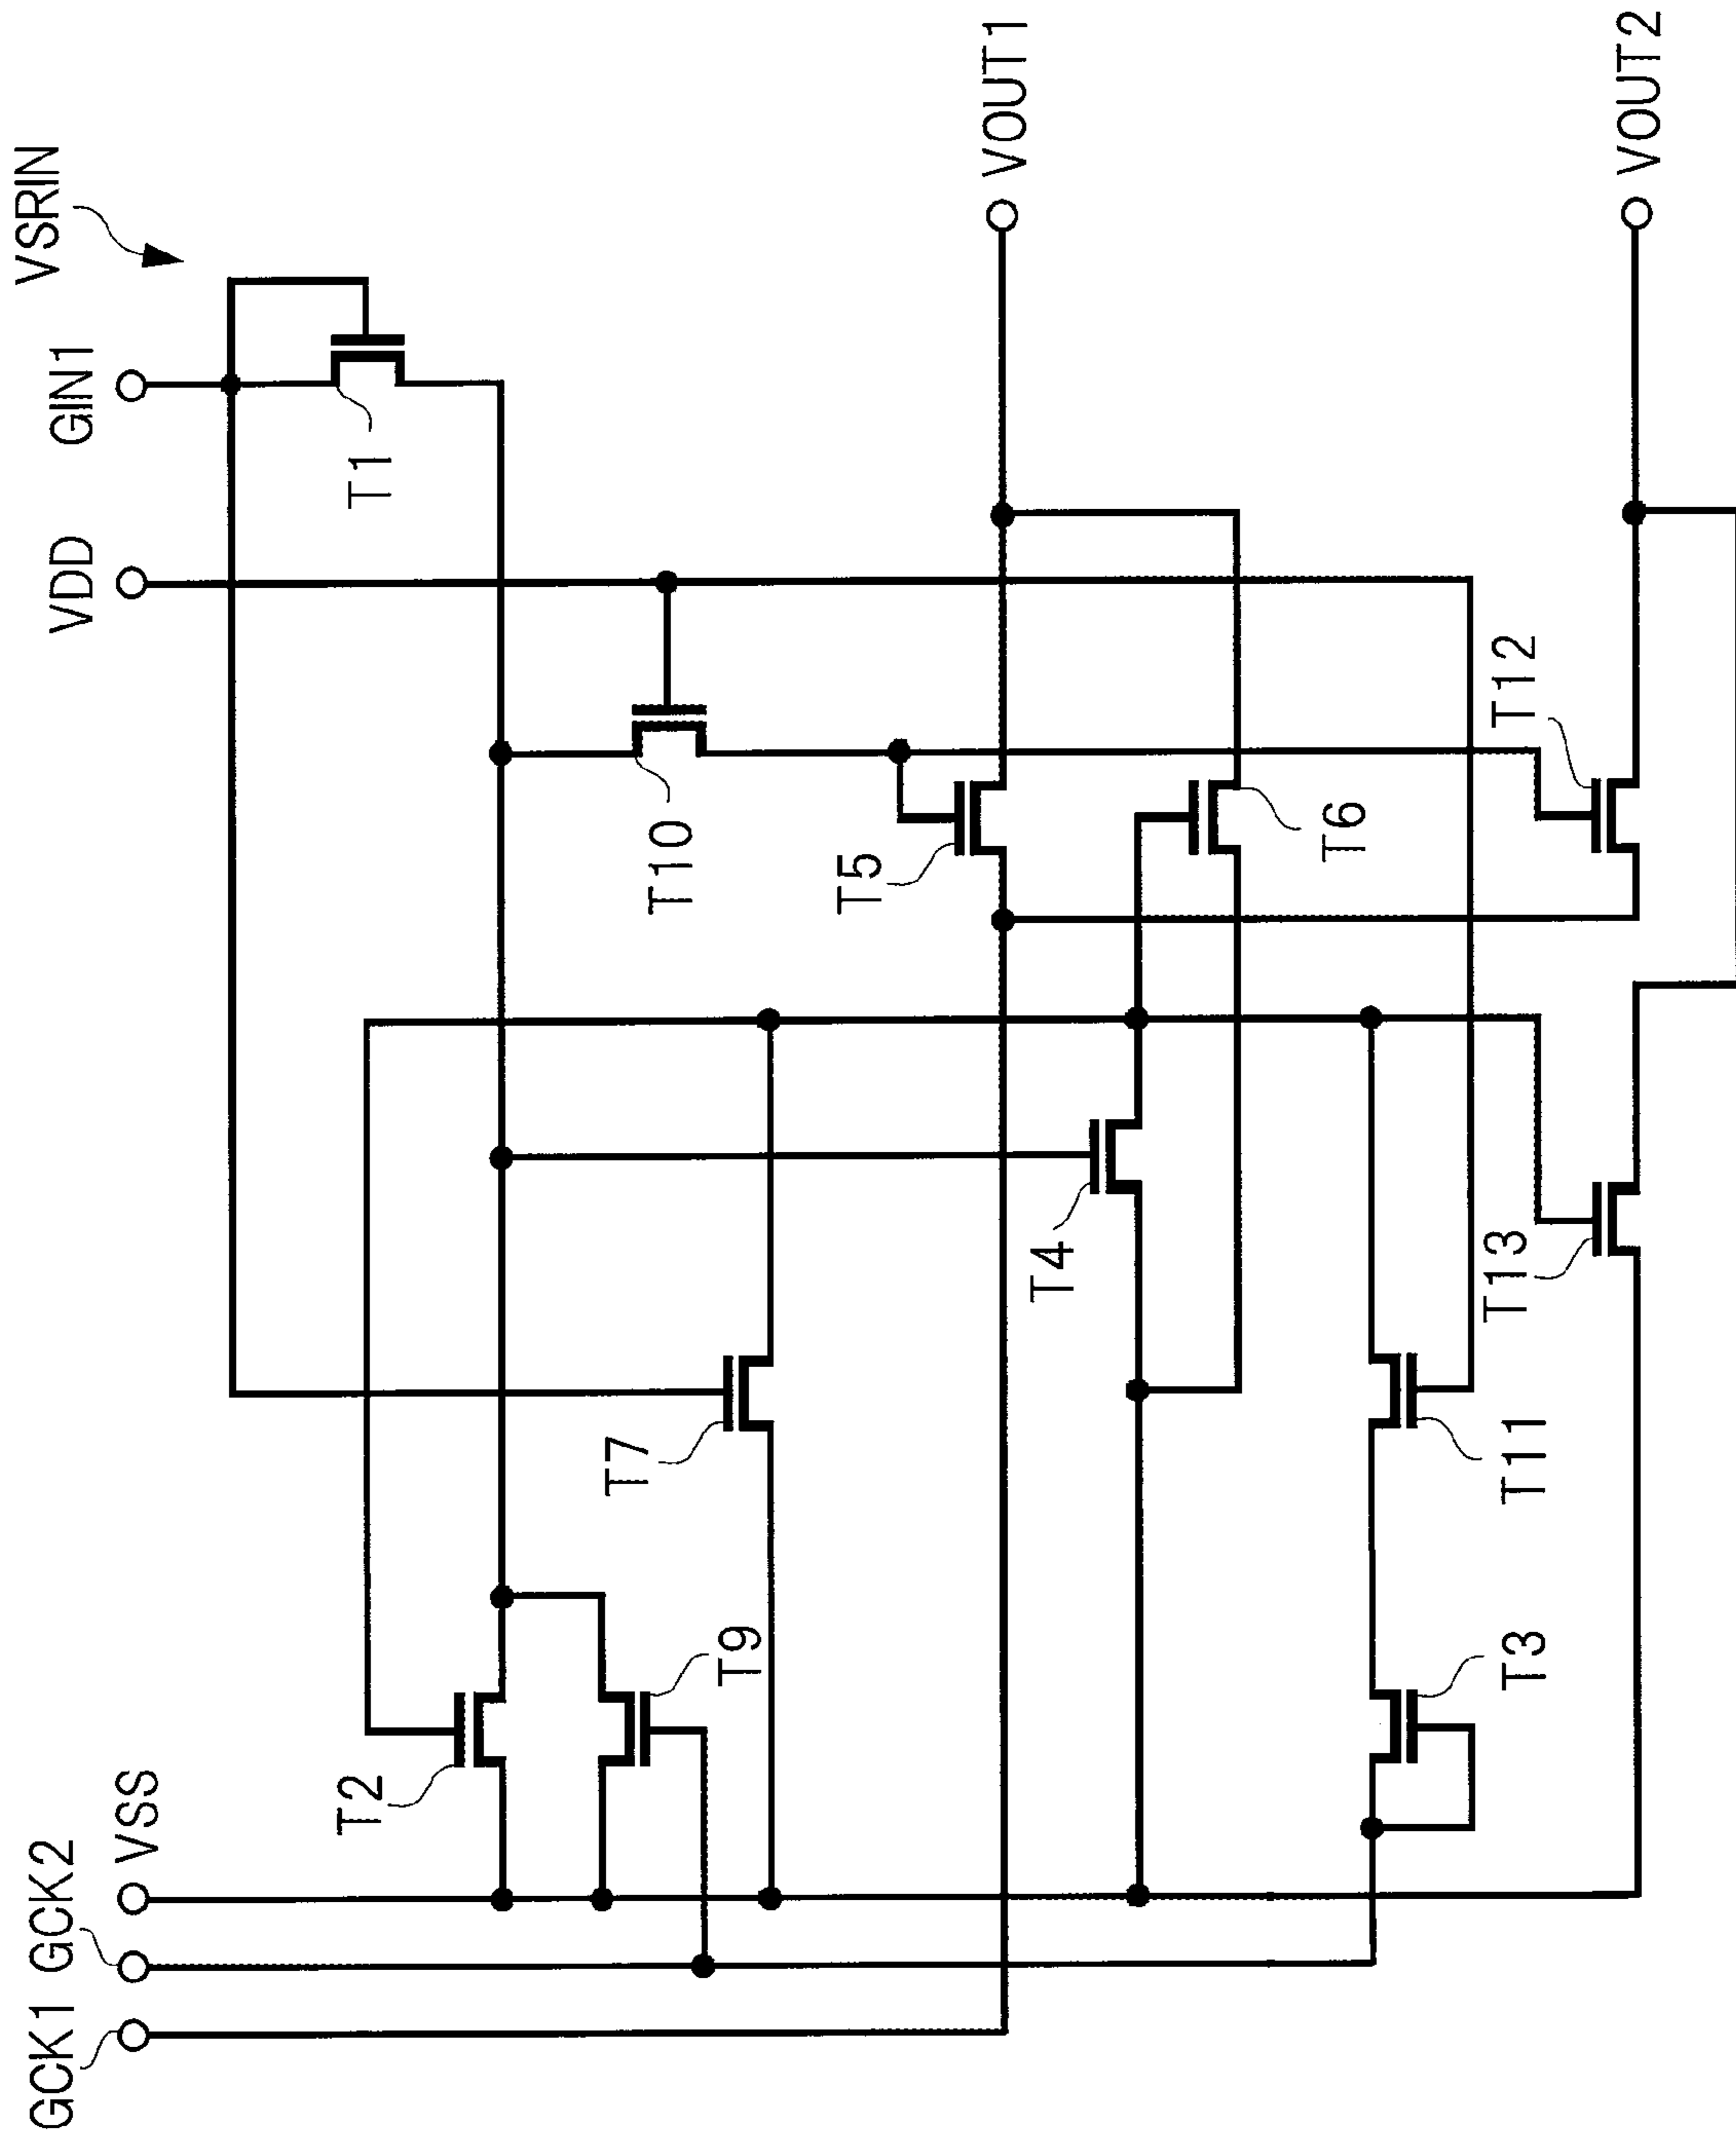 VSRIN
GCK1
GCK2
VSS
VDD
GIN1
T1
T2
T9
T7
T10
T5
VOUT1
T4
T6
T3
T11
T13
T12
VOUT2